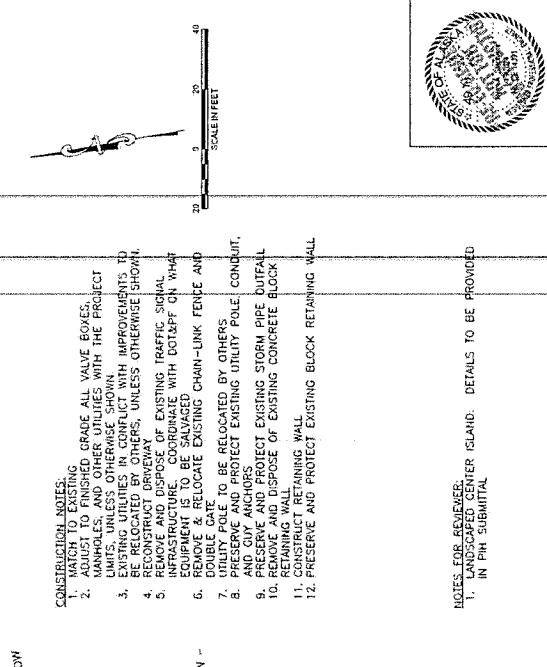 CONSTRUCTION NOTES:
1. MATCH TO EXISTING
2. ADJUST TO FINISHED GRADE ALL VALVE BOXES,
MANHOLES, AND OTHER UTILITIES WITH THE PROJECT
LIMITS, UNLESS OTHERWISE SHOWN
3. EXISTING UTILITIES IN CONFLICT WITH IMPROVEMENTS TO
BE RELOCATED BY OTHERS, UNLESS OTHERWISE SHOWN.
4. RECONSTRUCT DRIVEWAY
5. REMOVE AND DISPOSE OF EXISTING TRAFFIC SIGNAL
INFRASTRUCTURE. COORDINATE WITH DOT&PF ON WHAT
EQUIPMENT IS TO BE SALVAGED
6. REMOVE & RELOCATE EXISTING CHAIN-LINK FENCE AND
DOUBLE GATE
7. UTILITY POLE TO BE RELOCATED BY OTHERS
8. PRESERVE AND PROTECT EXISTING UTILITY POLE, CONDUIT,
AND GUY ANCHORS
9. PRESERVE AND PROTECT EXISTING STORM PIPE OUTFALL
10. REMOVE AND DISPOSE OF EXISTING CONCRETE BLOCK
RETAINING WALL
11. CONSTRUCT RETAINING WALL
12. PRESERVE AND PROTECT EXISTING BLOCK RETAINING WALL
NOTES FOR REVIEWER:
1. LANDSCAPED CENTER ISLAND. DETAILS TO BE PROVIDED
IN PIH SUBMITTAL
20 0 20 40
SCALE IN FEET
STATE OF ALASKA
49